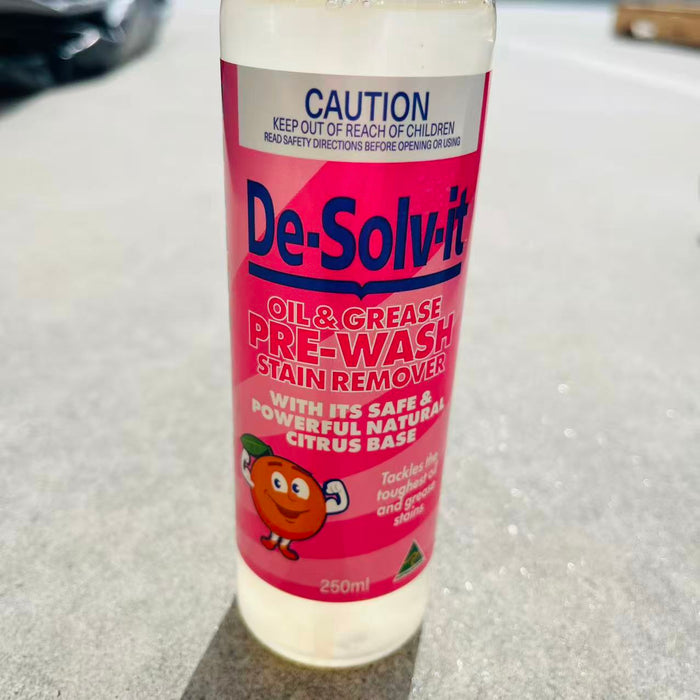 CAUTION
KEEP OUT OF REACH OF CHILDREN
READ SAFETY DIRECTIONS BEFORE OPENING OR USING
De-Solv-it
OIL & GREASE
PRE-WASH
STAIN REMOVER
WITH ITS SAFE &
POWERFUL NATURAL
CITRUS BASE
Tackles the
toughest oil
and grease
stains
250ml